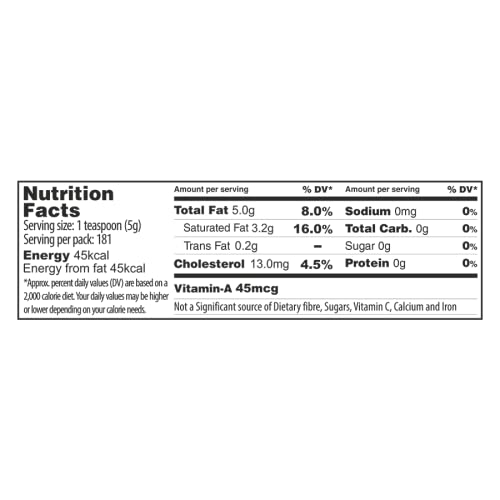 Nutrition
Facts
Serving size: 1 teaspoon (5g)
Serving per pack: 181
Energy 45kcal
Energy from fat 45kcal
*Approx. percent daily values (DV) are based on a
2,000 calorie diet. Your daily values may be higher
or lower depending on your calorie needs.
Amount per serving % DV*
Total Fat 5.0g 8.0%
Saturated Fat 3.2g 16.0%
Trans Fat 0.2g –
Cholesterol 13.0mg 4.5%
Amount per serving % DV*
Sodium 0mg 0%
Total Carb. 0g 0%
Sugar 0g 0%
Protein 0g 0%
Vitamin-A 45mcg
Not a Significant source of Dietary fibre, Sugars, Vitamin C, Calcium and Iron